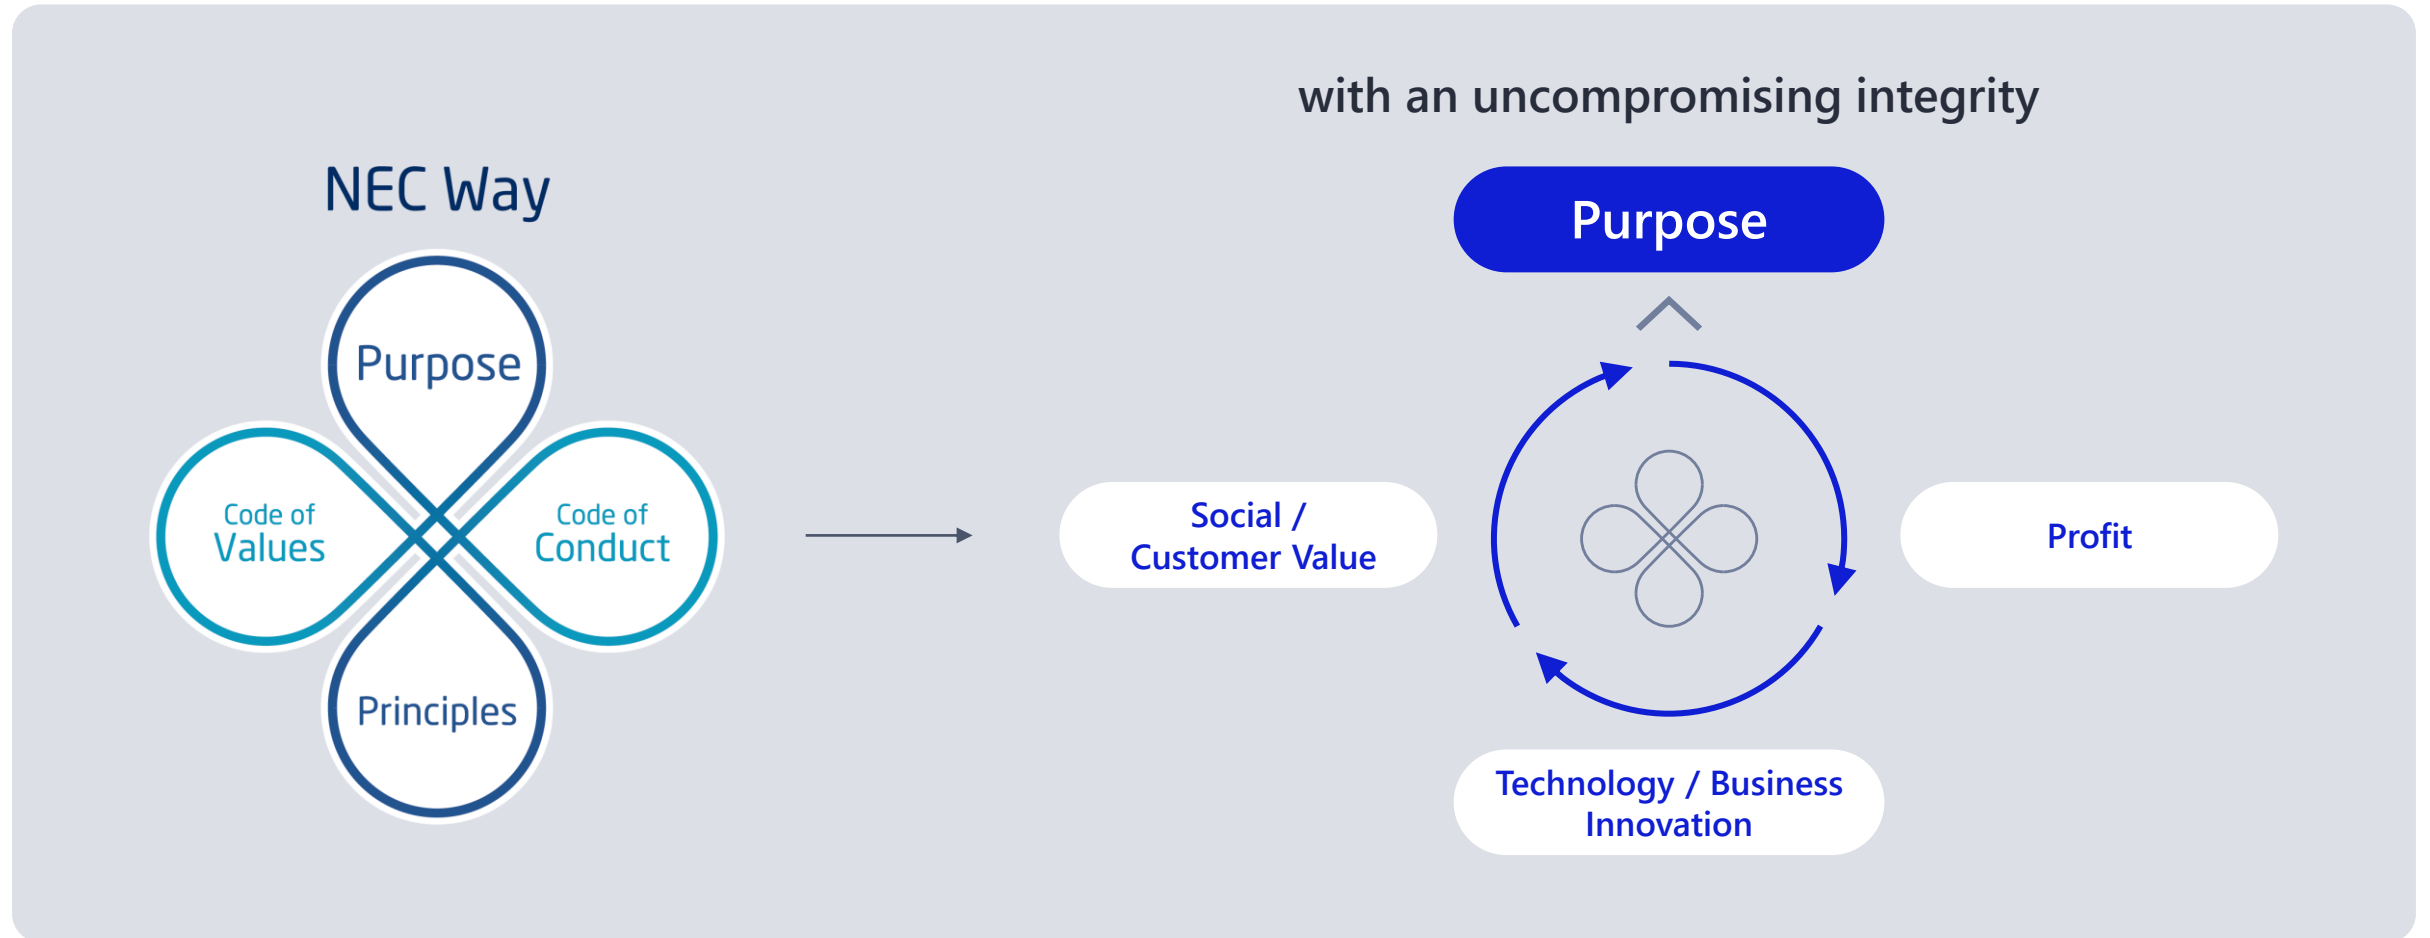 NEC Way
Purpose
Code of
Values
Code of
Conduct
Principles
with an uncompromising integrity
Purpose
Social /
Customer Value
Profit
Technology / Business
Innovation